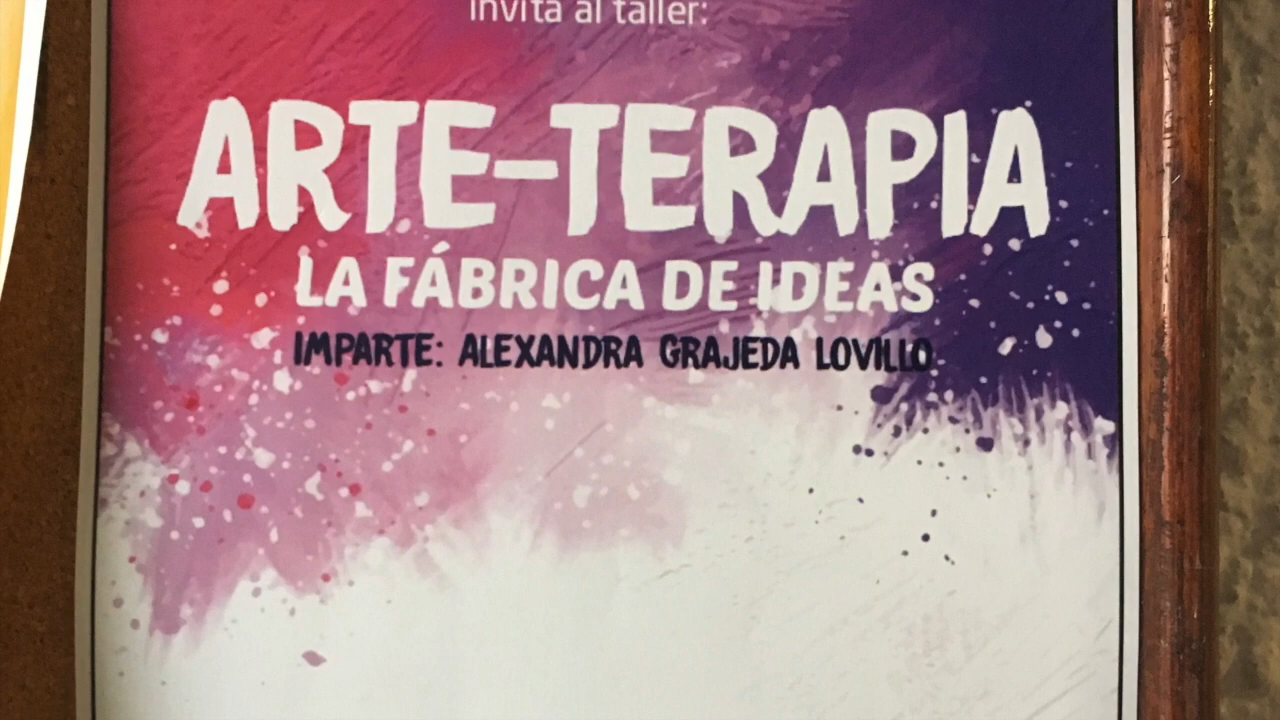 invita al taller:
ARTE-TERAPIA
LA FÁBRICA DE IDEAS
IMPARTE: ALEXANDRA GRAJEDA LOVILLO